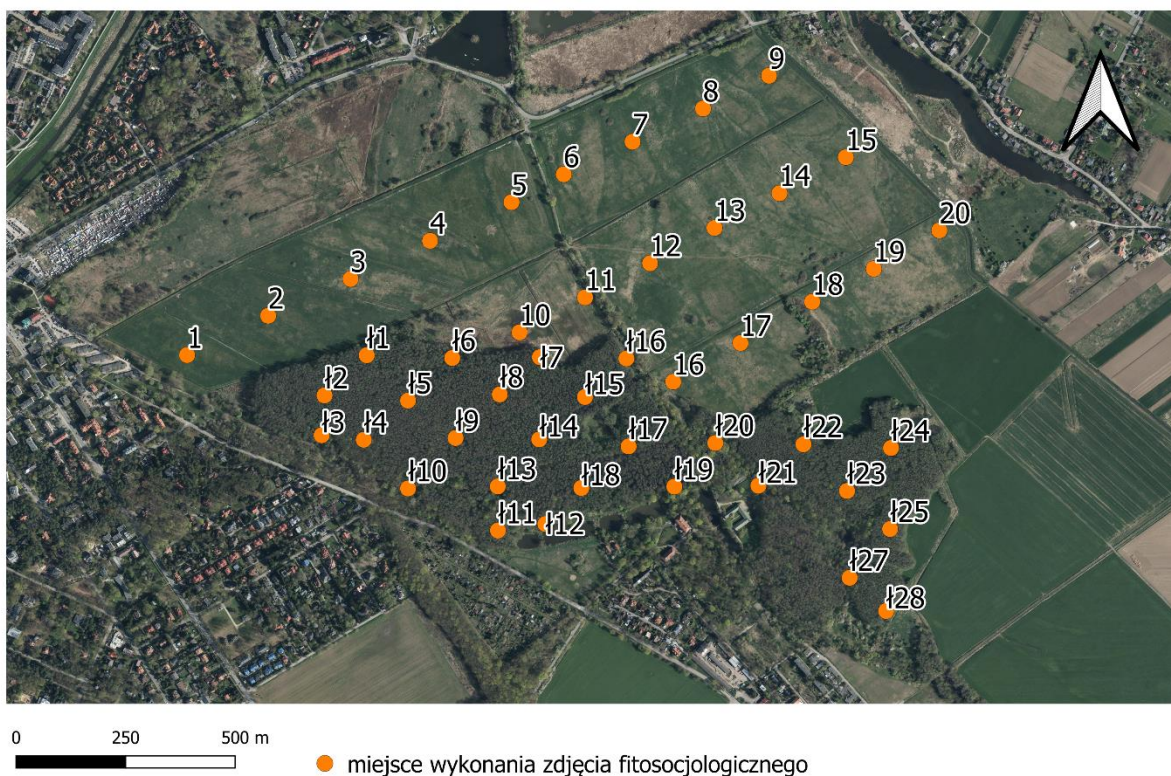 9
8
7
15
6
14
5
13
20
4
12
19
3
11
18
2
10
17
1
ł1
ł6
ł7
ł16
16
ł2
ł5
ł8
ł15
ł3
ł4
ł9
ł14
ł17
ł20
ł22
ł24
ł10
ł13
ł18
ł19
ł21
ł23
ł11
ł12
ł25
ł27
ł28
0 250 500 m
miejsce wykonania zdjęcia fitosocjologicznego